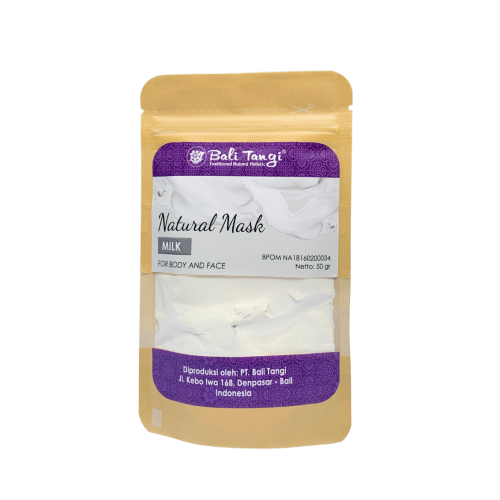 Bali Tangi®
Traditional Natural Holistic
Natural Mask
MILK
FOR BODY AND FACE
BPOM NA18160200034
Netto: 50 gr
Diproduksi oleh: PT. Bali Tangi
Jl. Kebo Iwa 168, Denpasar - Bali
Indonesia